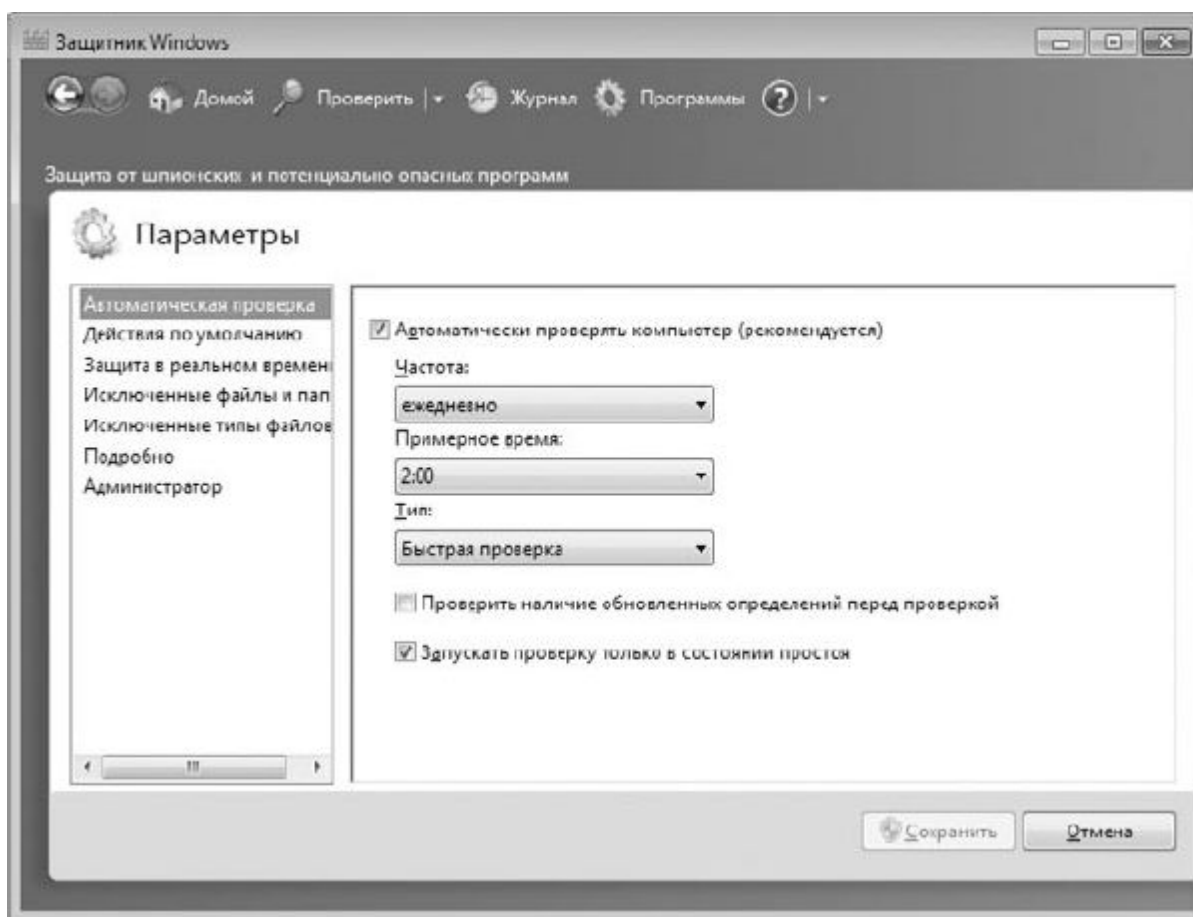 Защитник Windows
Домой Проверить Журнал Программы ?
Защита от шпионских и потенциально опасных программ
Параметры
Автоматическая проверка
Действия по умолчанию
Защита в реальном времени
Исключенные файлы и пап
Исключенные типы файлов
Подробно
Администратор
Автоматически проверять компьютер (рекомендуется)
Частота:
ежедневно
Примерное время:
2:00
Тип:
Быстрая проверка
Проверить наличие обновленных определений перед проверкой
Запускать проверку только в состоянии простоя
Сохранить Отмена